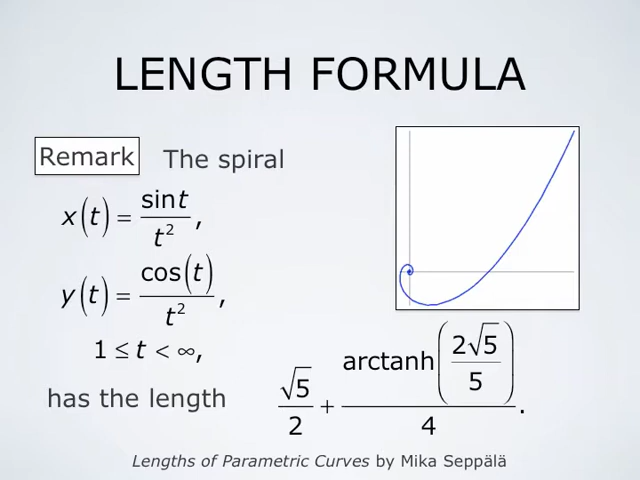 LENGTH FORMULA
Remark The spiral
x(t) = sin t / t²,
y(t) = cos(t) / t²,
1 ≤ t < ∞,
has the length √5/2 + arctanh(2√5/5)/4.
Lengths of Parametric Curves by Mika Seppälä